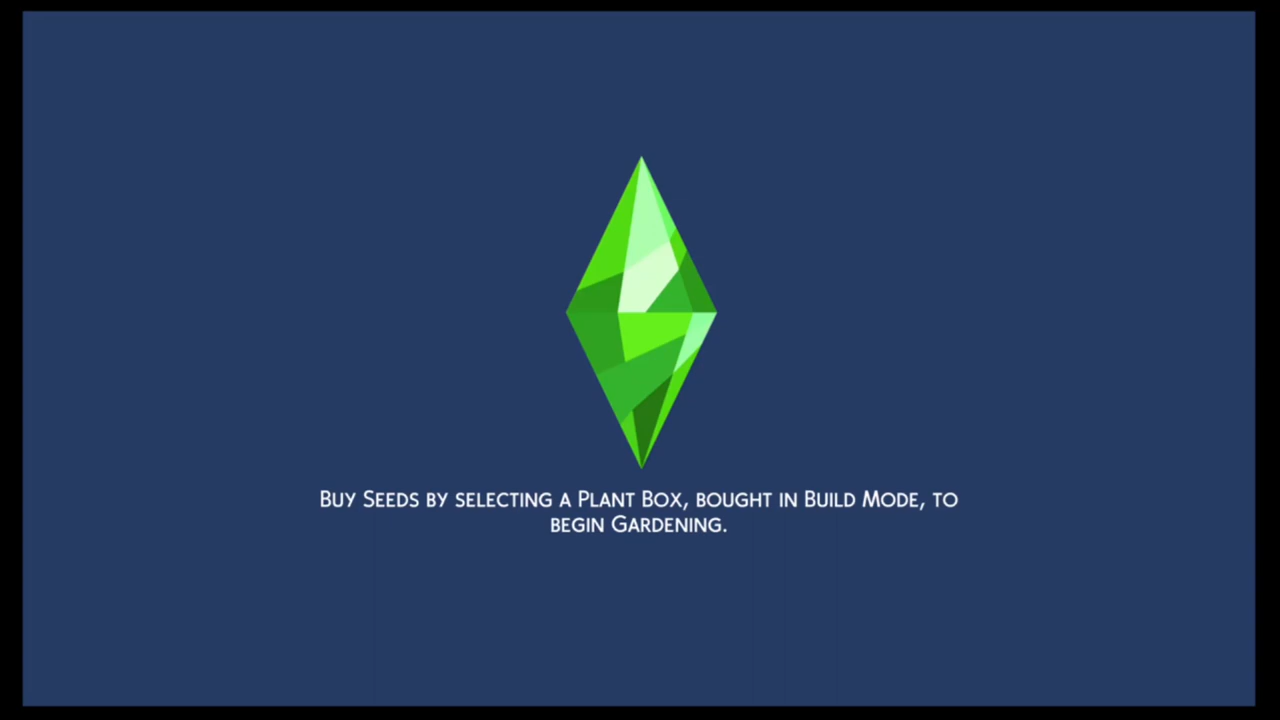 Buy Seeds by selecting a Plant Box, bought in Build Mode, to
begin Gardening.